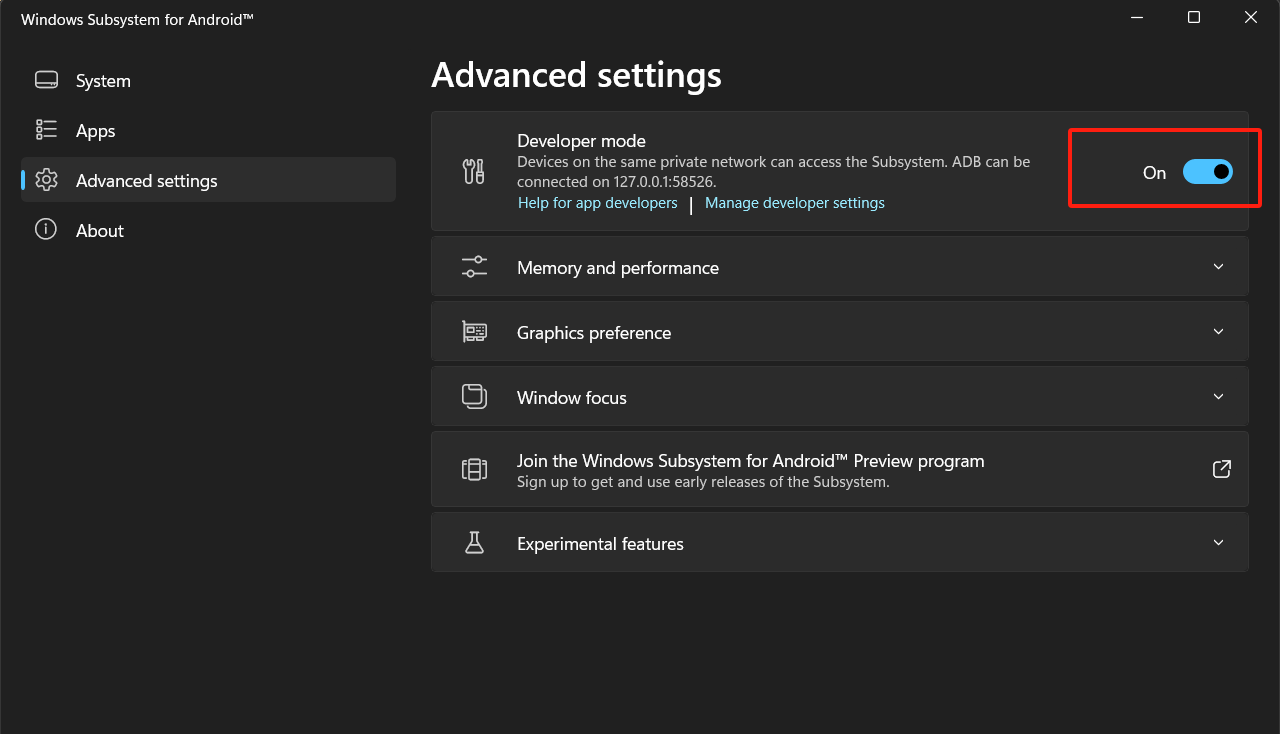 Windows Subsystem for Android™
System
Apps
Advanced settings
About
Advanced settings
Developer mode
Devices on the same private network can access the Subsystem. ADB can be
connected on 127.0.0.1:58526.
Help for app developers | Manage developer settings
On
Memory and performance
Graphics preference
Window focus
Join the Windows Subsystem for Android™ Preview program
Sign up to get and use early releases of the Subsystem.
Experimental features